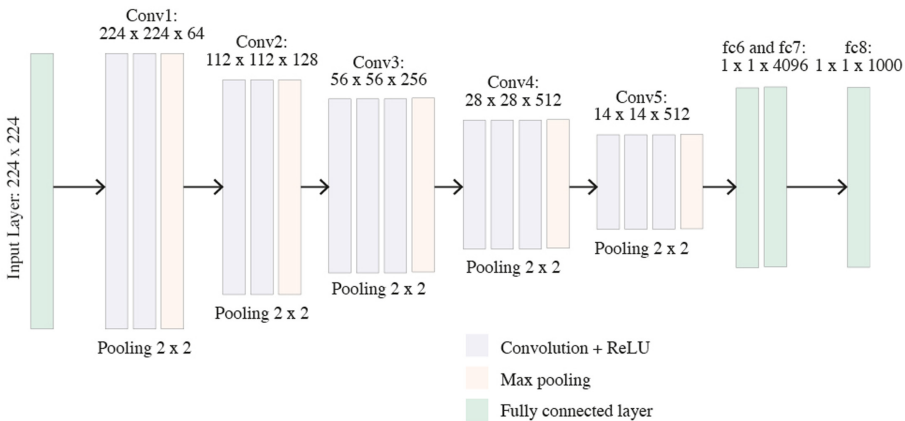 Conv1:
224 x 224 x 64
Conv2:
112 x 112 x 128
Conv3:
56 x 56 x 256
Conv4:
28 x 28 x 512
Conv5:
14 x 14 x 512
fc6 and fc7:
1 x 1 x 4096
fc8:
1 x 1 x 1000
Input Layer: 224 x 224
Pooling 2 x 2
Pooling 2 x 2
Pooling 2 x 2
Pooling 2 x 2
Pooling 2 x 2
Convolution + ReLU
Max pooling
Fully connected layer